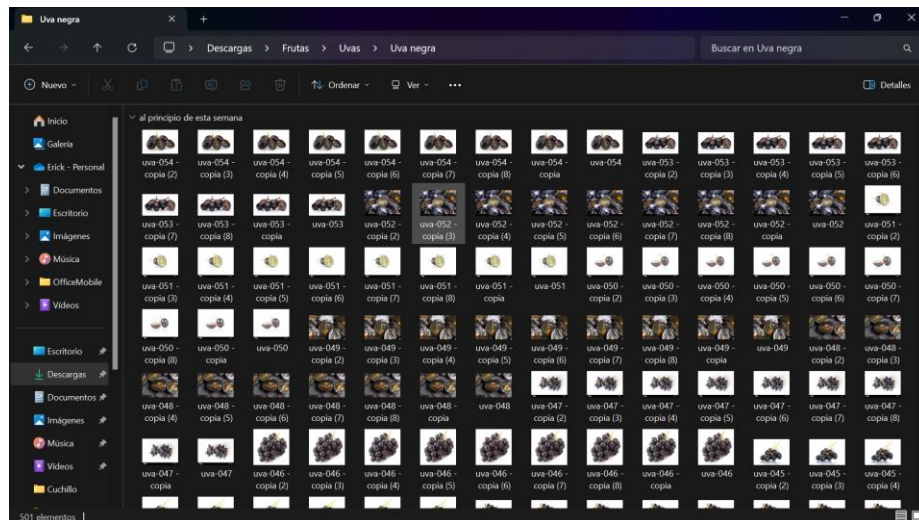 Uva negra
Descargas > Frutas > Uvas > Uva negra
Buscar en Uva negra
Nuevo
Ordenar
Ver
Detalles
Inicio
Galería
Erick - Personal
Documentos
Escritorio
Imágenes
Música
OfficeMobile
Vídeos
Escritorio
Descargas
Documentos
Imágenes
Música
Vídeos
Cuchillo
al principio de esta semana
uva-054 - uva-054 - uva-054 - uva-054 - uva-054 - uva-054 - uva-054 - uva-054 - uva-054 uva-053 - uva-053 - uva-053 - uva-053 - uva-053 -
copia (2) copia (3) copia (4) copia (5) copia (6) copia (7) copia (8) copia copia (2) copia (3) copia (4) copia (5) copia (6)
uva-053 - uva-053 - uva-053 - uva-053 uva-052 - uva-052 - uva-052 - uva-052 - uva-052 - uva-052 - uva-052 - uva-052 - uva-052 uva-051 -
copia (7) copia (8) copia copia (2) copia (3) copia (4) copia (5) copia (6) copia (7) copia (8) copia copia (2)
uva-051 - uva-051 - uva-051 - uva-051 - uva-051 - uva-051 - uva-051 - uva-051 uva-050 - uva-050 - uva-050 - uva-050 - uva-050 - uva-050 -
copia (3) copia (4) copia (5) copia (6) copia (7) copia (8) copia copia (2) copia (3) copia (4) copia (5) copia (6) copia (7)
uva-050 - uva-050 - uva-050 uva-049 - uva-049 - uva-049 - uva-049 - uva-049 - uva-049 - uva-049 - uva-049 - uva-049 uva-048 - uva-048 -
copia (8) copia copia (2) copia (3) copia (4) copia (5) copia (6) copia (7) copia (8) copia copia (2) copia (3)
uva-048 - uva-048 - uva-048 - uva-048 - uva-048 - uva-048 - uva-048 uva-047 - uva-047 - uva-047 - uva-047 - uva-047 - uva-047 - uva-047 -
copia (4) copia (5) copia (6) copia (7) copia (8) copia copia (2) copia (3) copia (4) copia (5) copia (6) copia (7) copia (8)
uva-047 - uva-047 uva-046 - uva-046 - uva-046 - uva-046 - uva-046 - uva-046 - uva-046 - uva-046 - uva-046 uva-045 - uva-045 - uva-045 -
copia copia (2) copia (3) copia (4) copia (5) copia (6) copia (7) copia (8) copia copia (2) copia (3) copia (4)
501 elementos